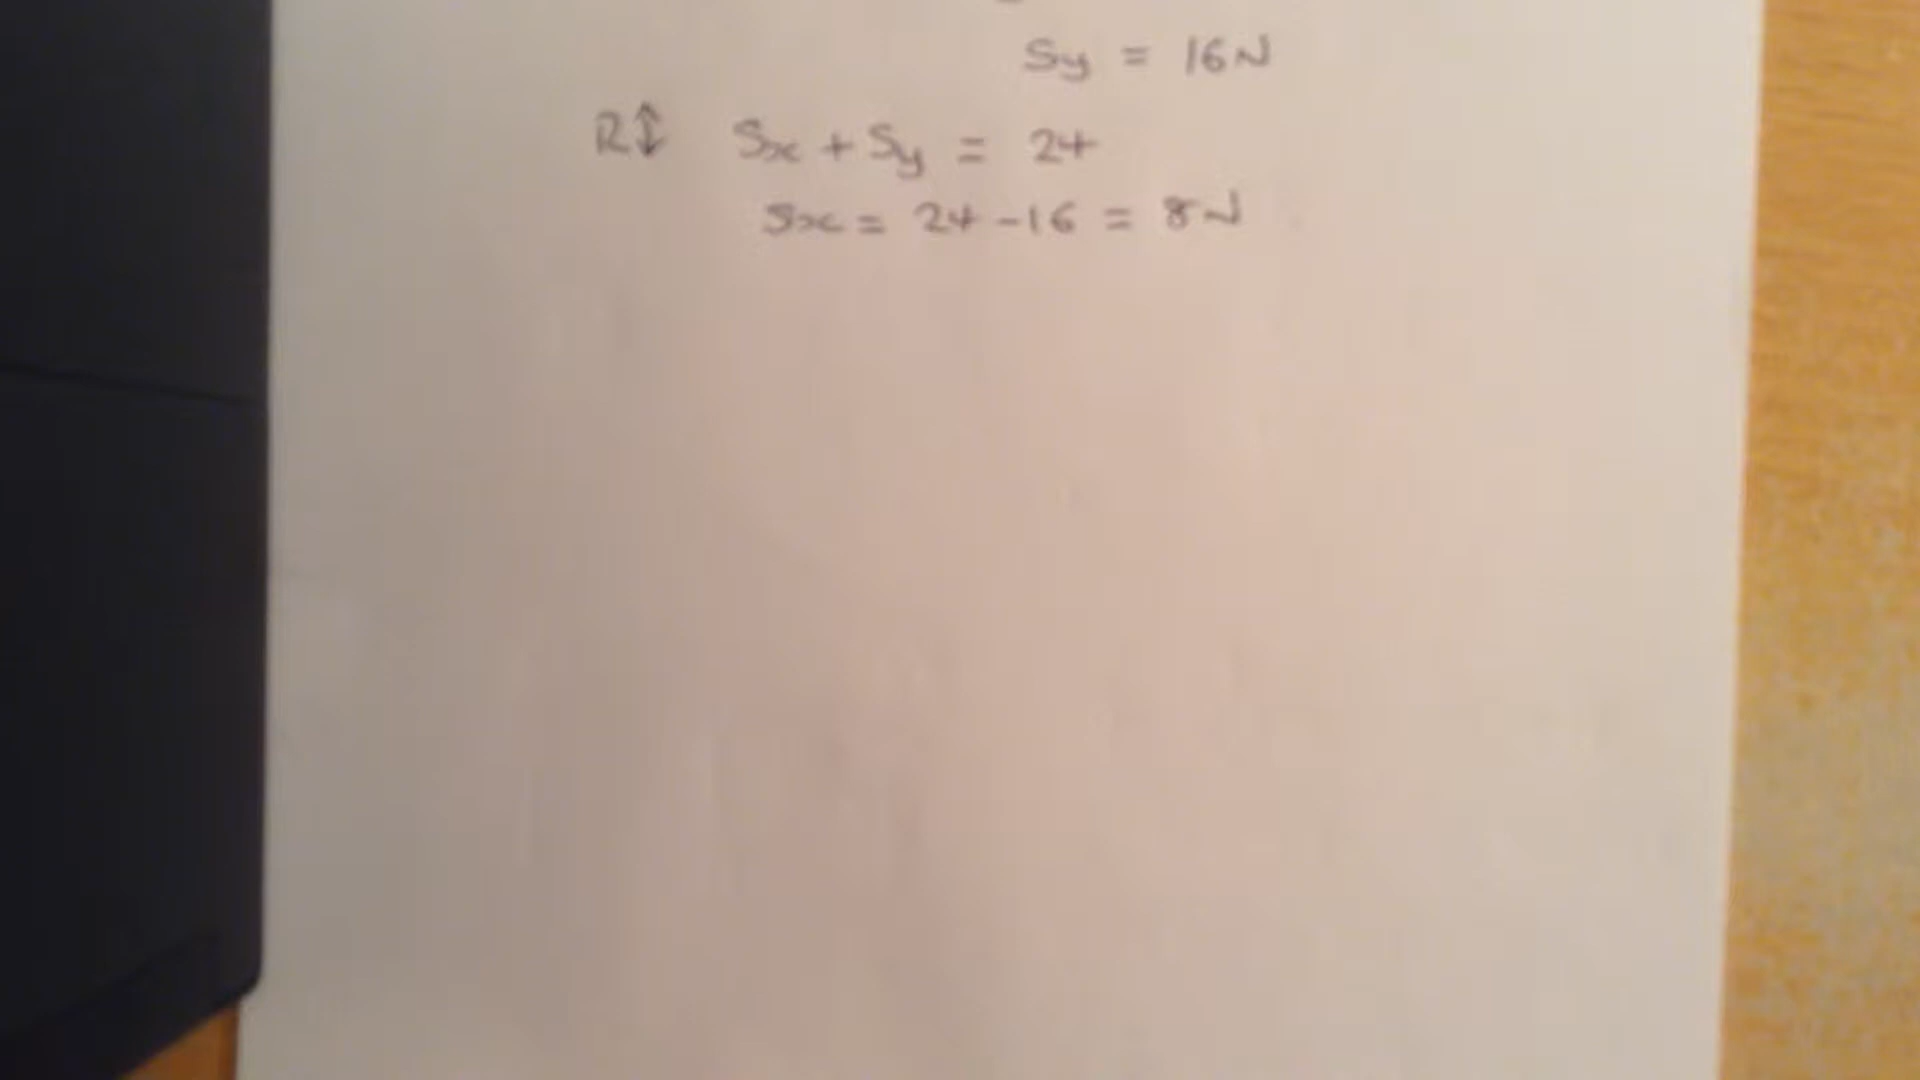 Sy = 16N
R↕ Sx + Sy = 24
Sx = 24 - 16 = 8N